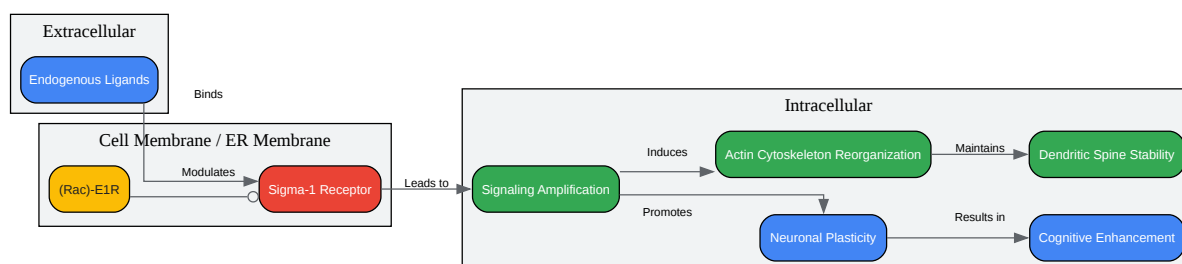 Extracellular
Endogenous Ligands
Binds
Cell Membrane / ER Membrane
(Rac)-E1R
Modulates
Sigma-1 Receptor
Leads to
Intracellular
Signaling Amplification
Induces
Actin Cytoskeleton Reorganization
Maintains
Dendritic Spine Stability
Promotes
Neuronal Plasticity
Results in
Cognitive Enhancement